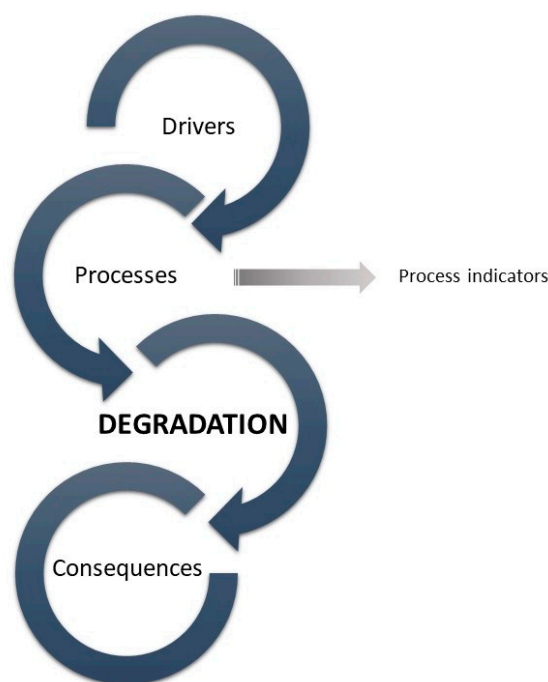 Drivers
Processes
Process indicators
DEGRADATION
Consequences